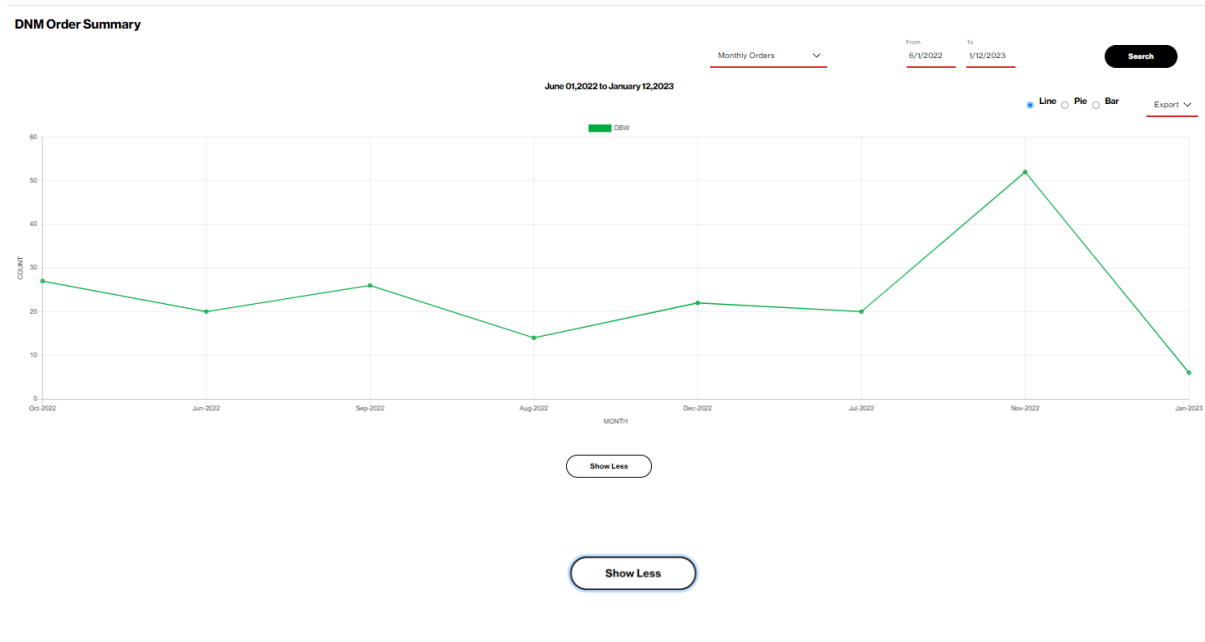 DNM Order Summary
From To
Monthly Orders 6/1/2022 1/12/2023 Search
June 01,2022 to January 12,2023
Line Pie Bar Export
DBW
60
50
40
30
20
10
0
COUNT
Oct-2022 Jun-2022 Sep-2022 Aug-2022 Dec-2022 Jul-2022 Nov-2022 Jan-2023
MONTH
Show Less
Show Less